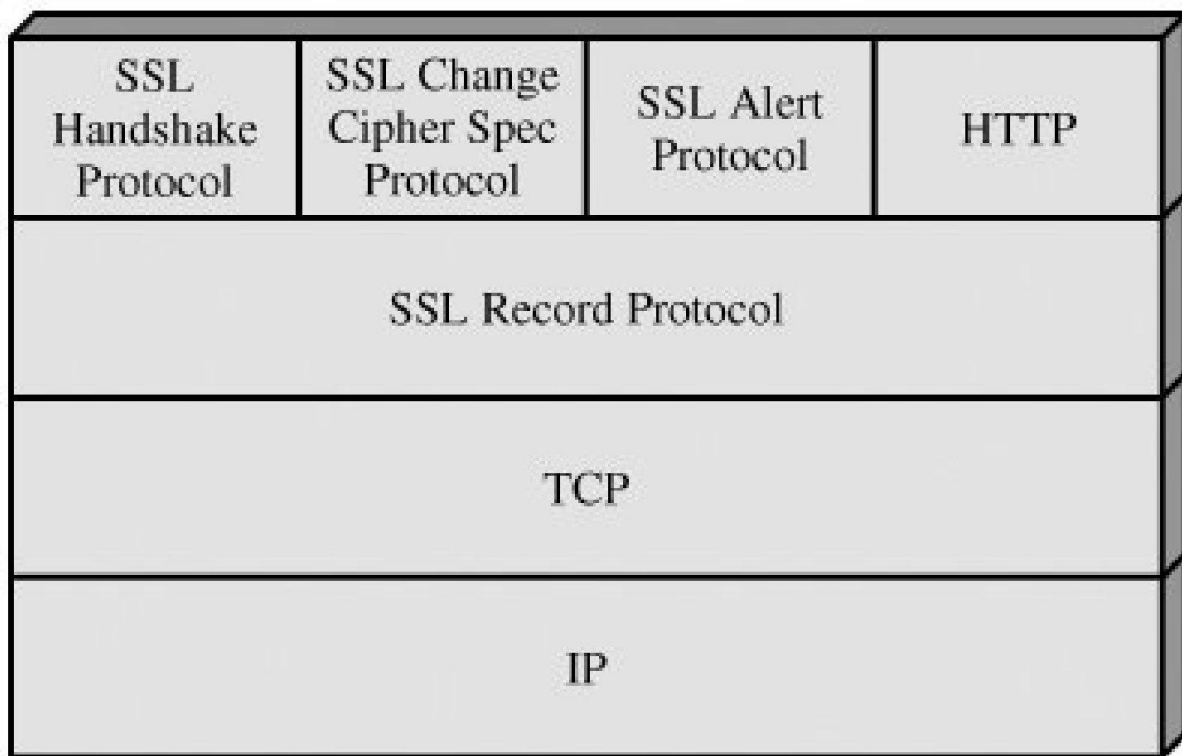 SSL
Handshake
Protocol
SSL Change
Cipher Spec
Protocol
SSL Alert
Protocol
HTTP
SSL Record Protocol
TCP
IP